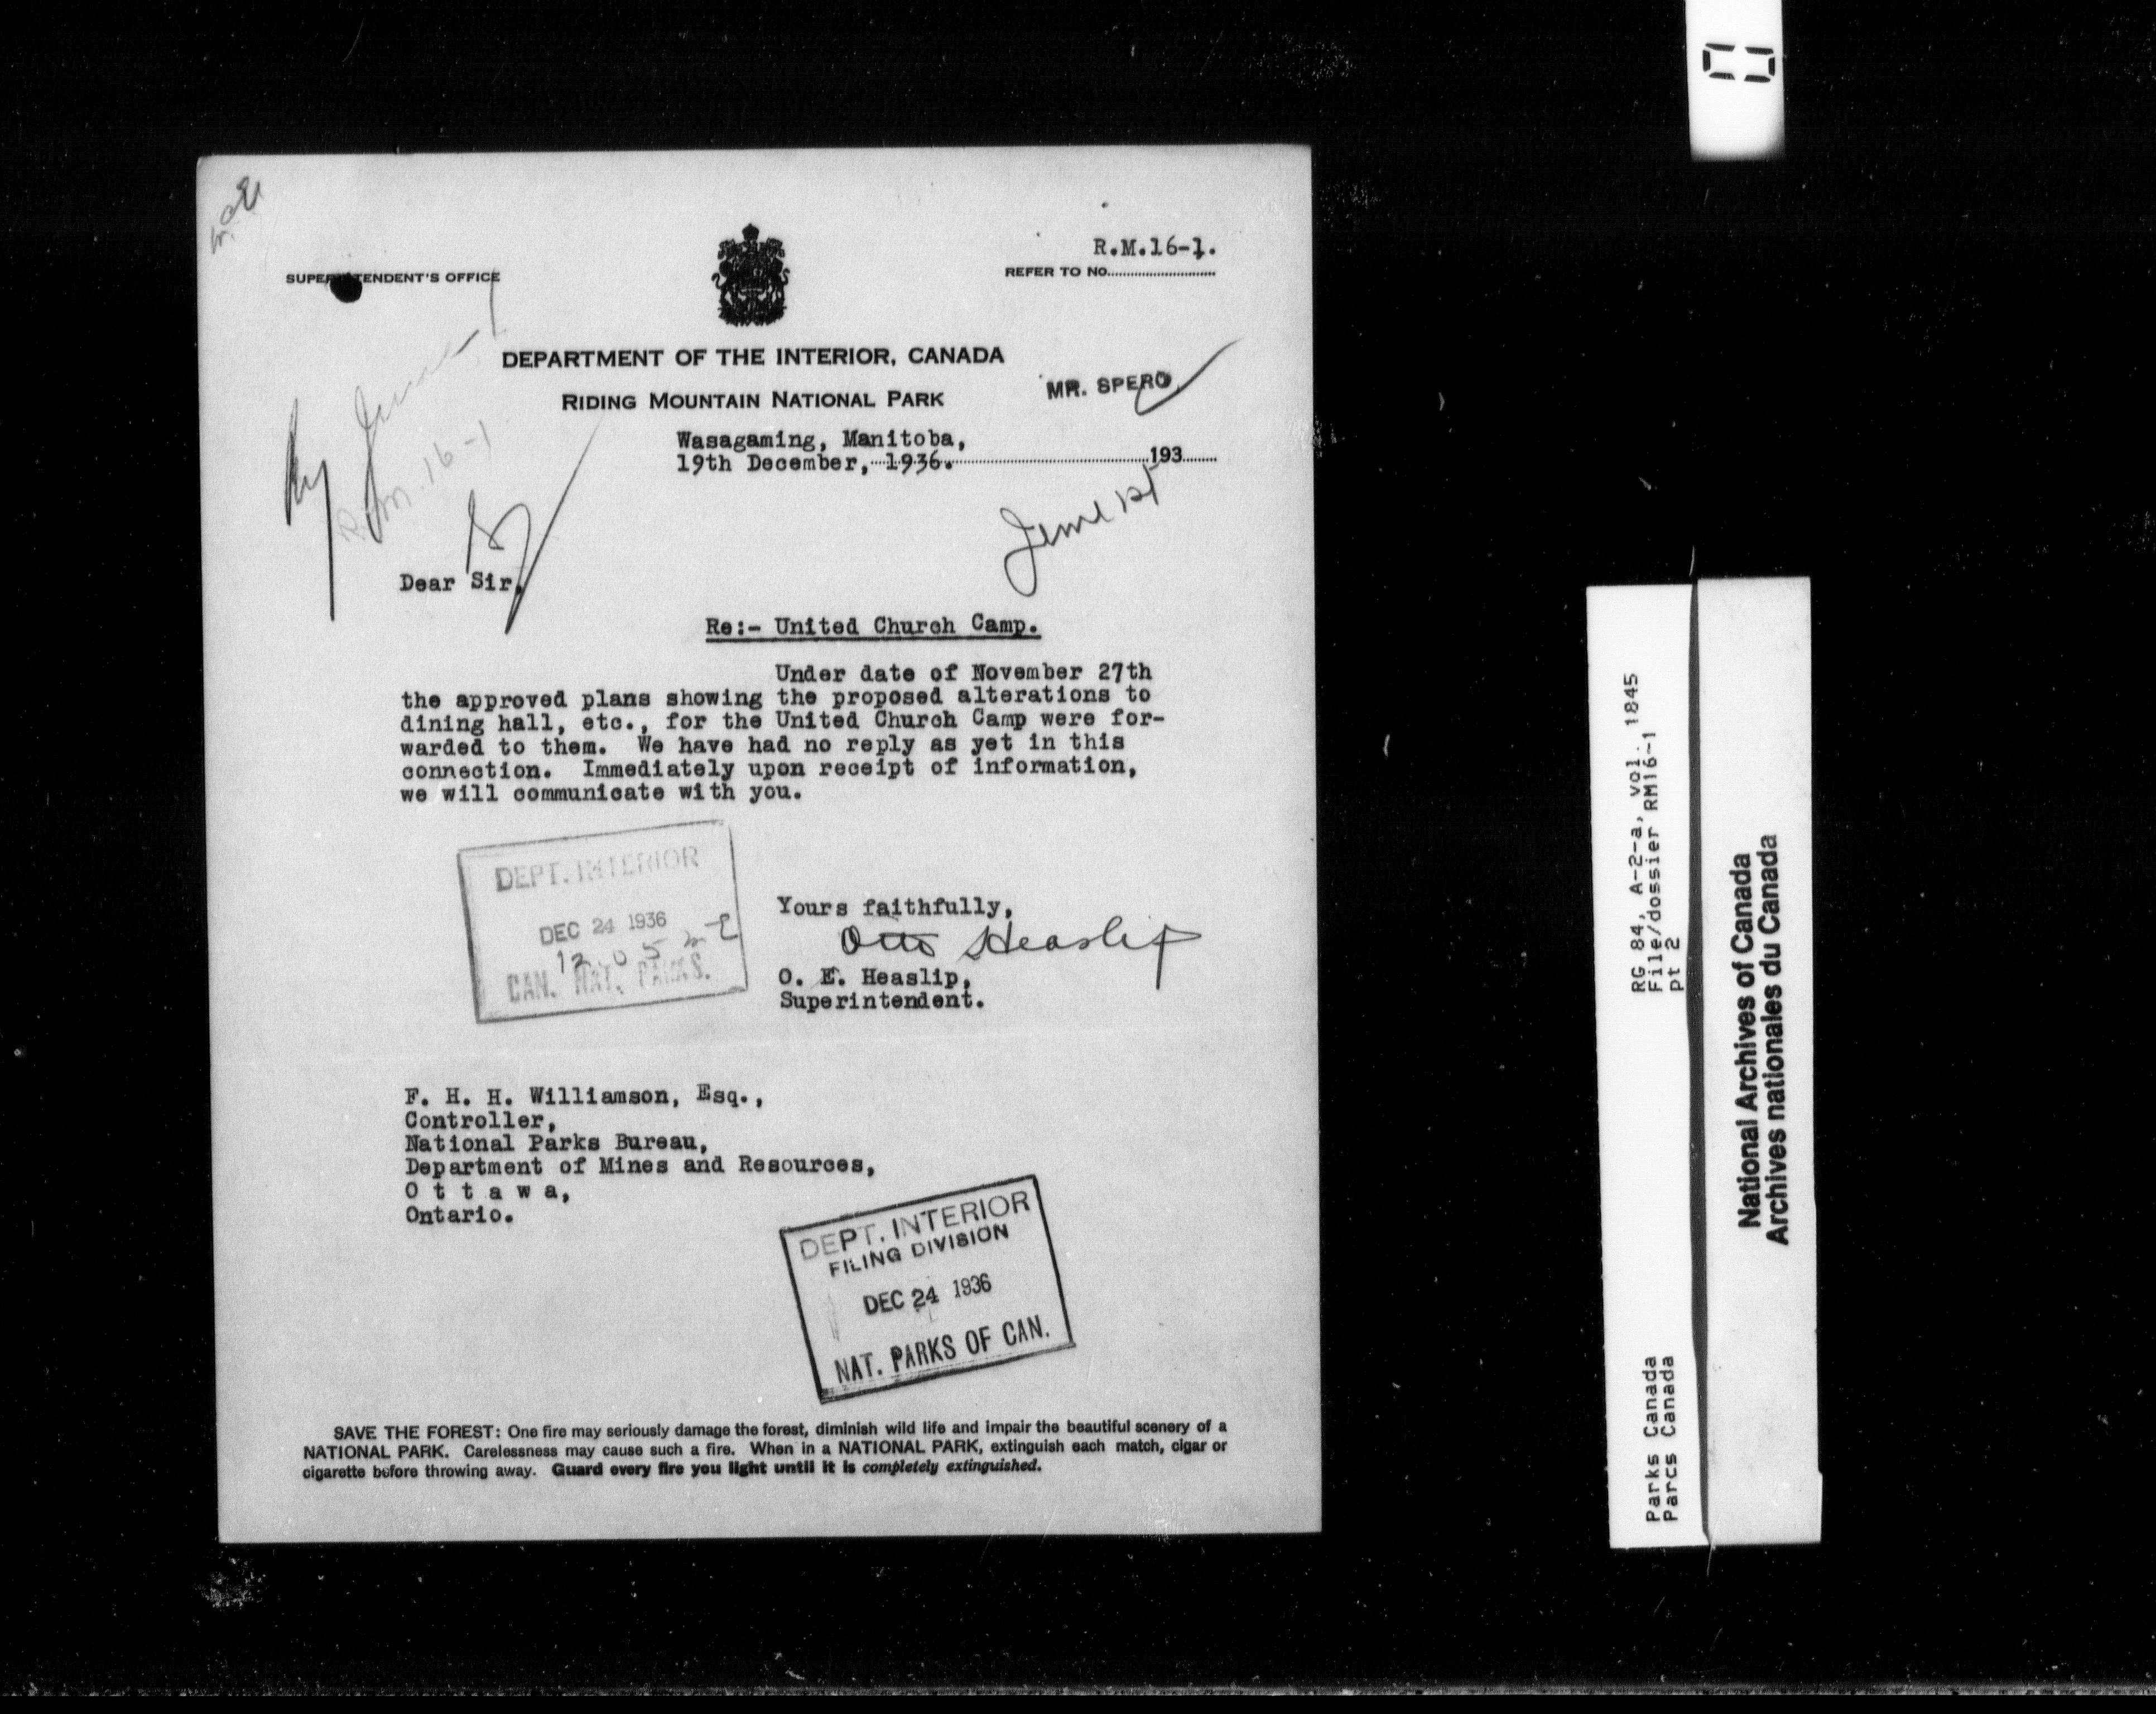 R.M.16-1.
SUPERINTENDENT'S OFFICE
REFER TO NO.
DEPARTMENT OF THE INTERIOR, CANADA
RIDING MOUNTAIN NATIONAL PARK
MR. SPERO
Wasagaming, Manitoba,
19th December, 1936. 193
R.M. 16-1
June 1st
Dear Sir,
Re:- United Church Camp.
Under date of November 27th
the approved plans showing the proposed alterations to
dining hall, etc., for the United Church Camp were for-
warded to them. We have had no reply as yet in this
connection. Immediately upon receipt of information,
we will communicate with you.
DEPT. INTERIOR
DEC 24 1936
CAN. NAT. PARKS.
Yours faithfully,
Otto Heaslip
O. E. Heaslip,
Superintendent.
F. H. H. Williamson, Esq.,
Controller,
National Parks Bureau,
Department of Mines and Resources,
O t t a w a,
Ontario.
DEPT. INTERIOR
FILING DIVISION
DEC 24 1936
NAT. PARKS OF CAN.
SAVE THE FOREST: One fire may seriously damage the forest, diminish wild life and impair the beautiful scenery of a
NATIONAL PARK. Carelessness may cause such a fire. When in a NATIONAL PARK, extinguish each match, cigar or
cigarette before throwing away. Guard every fire you light until it is completely extinguished.
RG 84, A-2-a, vol. 1845
File/dossier RM16-1
pt 2
Parks Canada
Parcs Canada
National Archives of Canada
Archives nationales du Canada